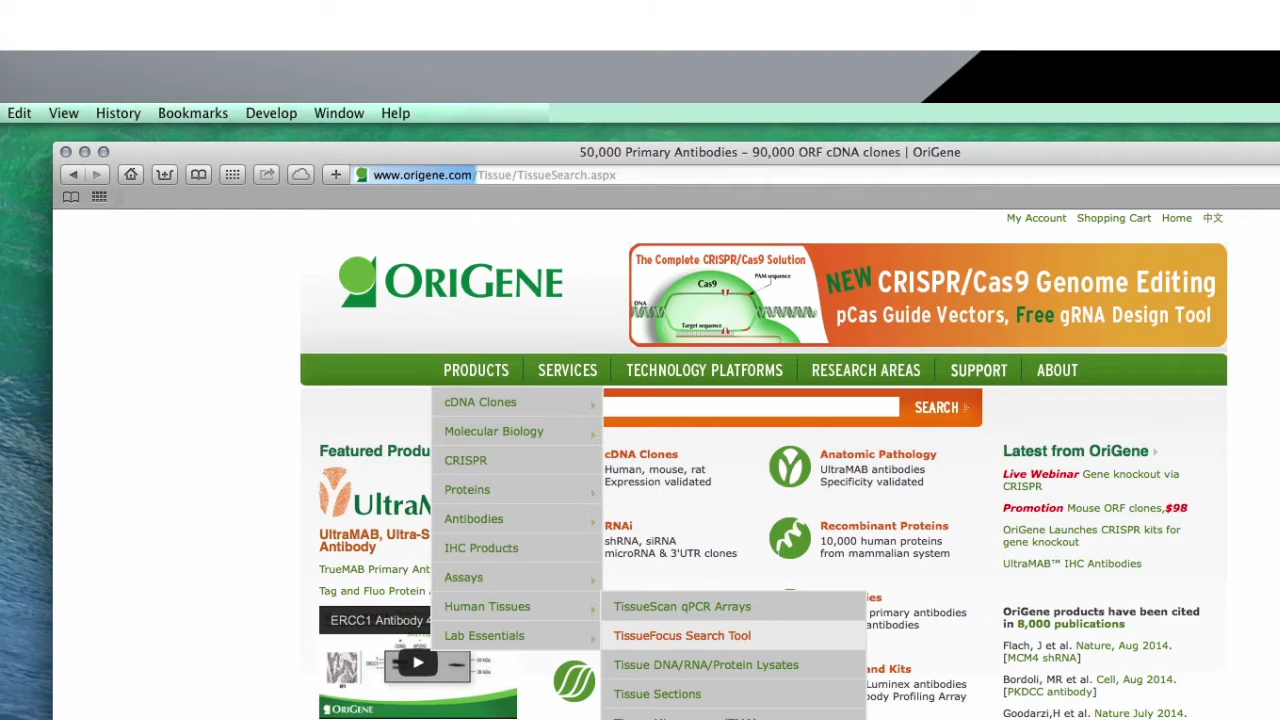 Edit View History Bookmarks Develop Window Help
50,000 Primary Antibodies – 90,000 ORF cDNA clones | OriGene
www.origene.com/Tissue/TissueSearch.aspx
My Account Shopping Cart Home 中文
ORIGENE
The Complete CRISPR/Cas9 Solution
PAM sequence
Cas9
DNA
Target sequence
NEW CRISPR/Cas9 Genome Editing
pCas Guide Vectors, Free gRNA Design Tool
PRODUCTS SERVICES TECHNOLOGY PLATFORMS RESEARCH AREAS SUPPORT ABOUT
SEARCH
cDNA Clones
Molecular Biology
CRISPR
Proteins
Antibodies
IHC Products
Assays
Human Tissues
Lab Essentials
TissueScan qPCR Arrays
TissueFocus Search Tool
Tissue DNA/RNA/Protein Lysates
Tissue Sections
Featured Produ
UltraM
UltraMAB, Ultra-S
Antibody
TrueMAB Primary Ant
Tag and Fluo Protein
ERCC1 Antibody 4
ORIGENE
cDNA Clones
Human, mouse, rat
Expression validated
RNAi
shRNA, siRNA
microRNA & 3'UTR clones
Anatomic Pathology
UltraMAB antibodies
Specificity validated
Recombinant Proteins
10,000 human proteins
from mammalian system
ies
primary antibodies
antibodies
and Kits
Luminex antibodies
body Profiling Array
Latest from OriGene
Live Webinar Gene knockout via
CRISPR
Promotion Mouse ORF clones,$98
OriGene Launches CRISPR kits for
gene knockout
UltraMAB™ IHC Antibodies
OriGene products have been cited
in 8,000 publications
Flach, J et al. Nature, Aug 2014.
[MCM4 shRNA]
Bordoli, MR et al. Cell, Aug 2014.
[PKDCC antibody]
Goodarzi,H et al. Nature July 2014.